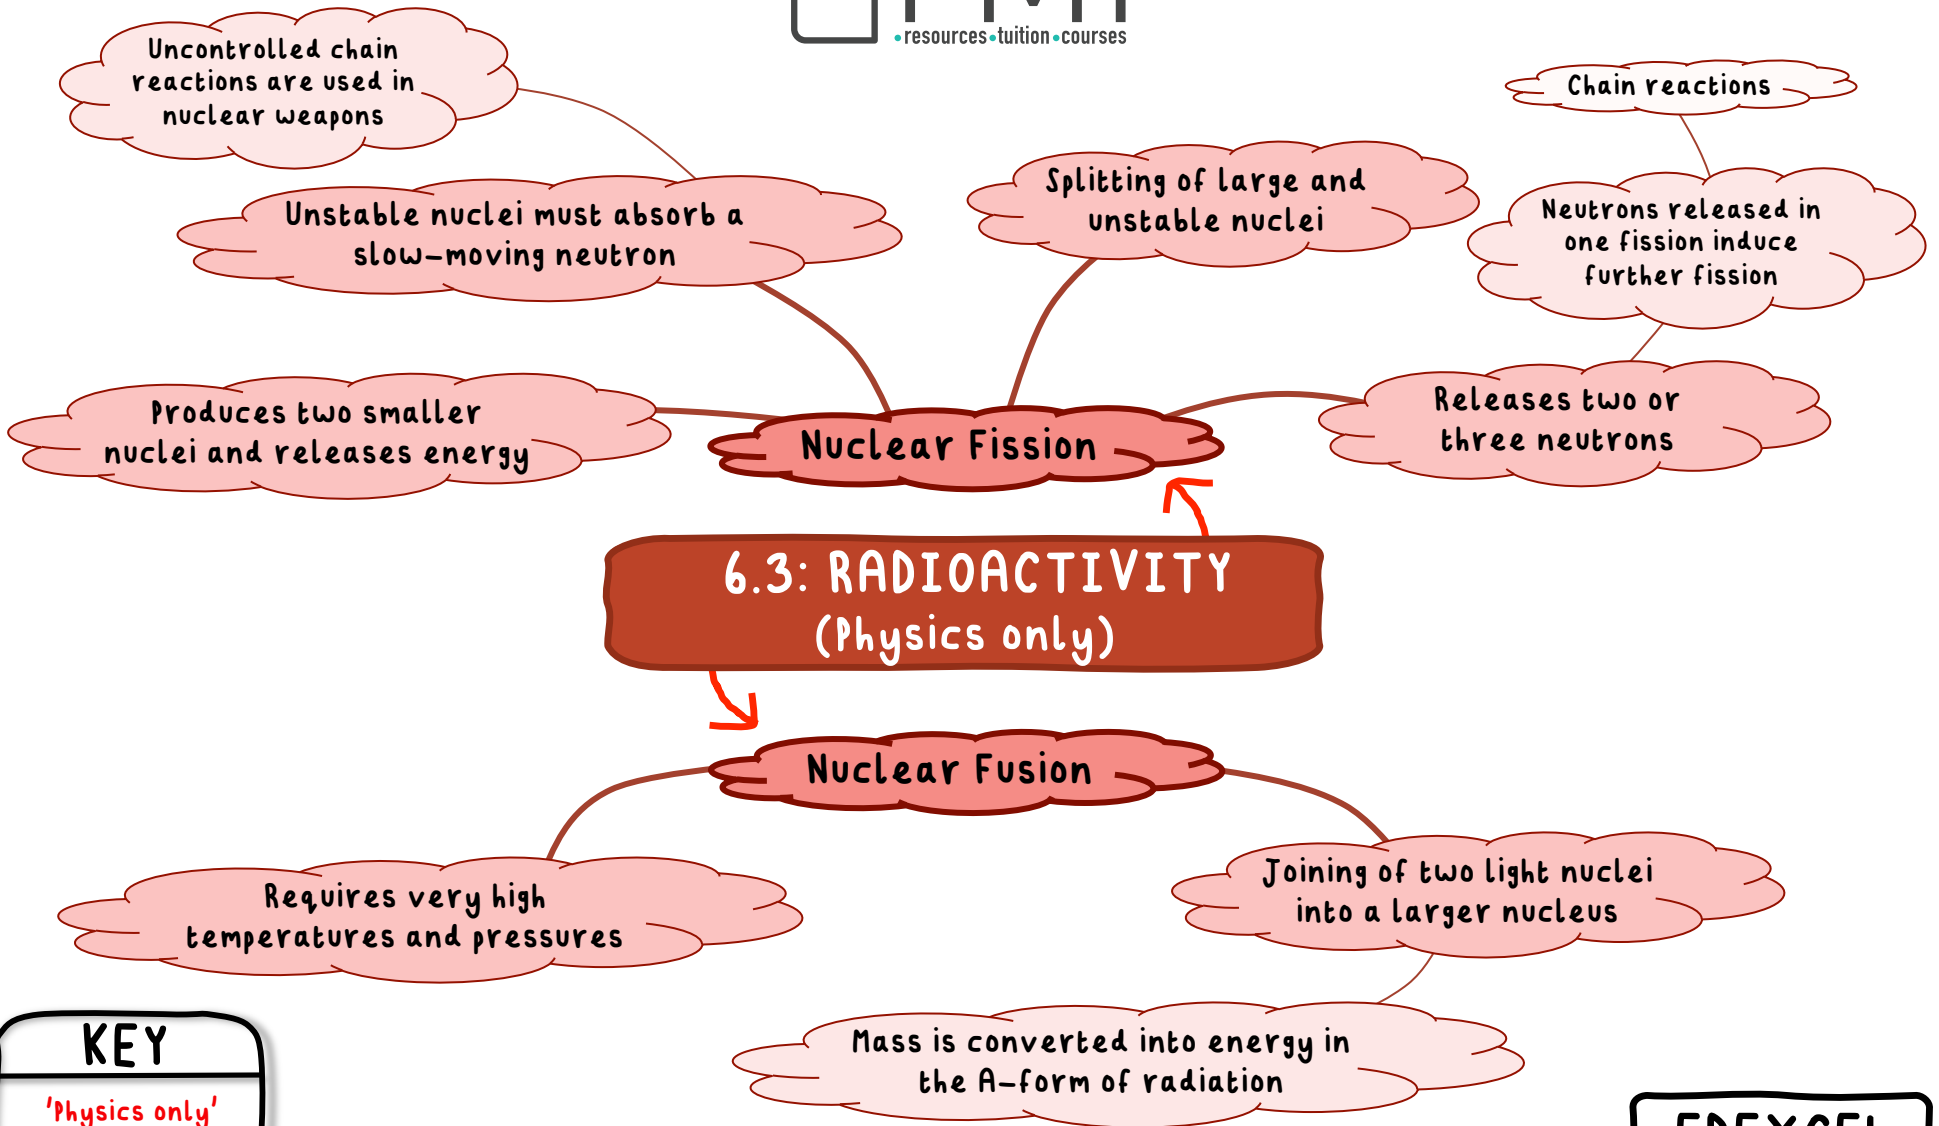 •resources•tuition•courses
Uncontrolled chain
reactions are used in
nuclear weapons
Chain reactions
Splitting of large and
unstable nuclei
Unstable nuclei must absorb a
slow-moving neutron
Neutrons released in
one fission induce
further fission
Produces two smaller
nuclei and releases energy
Nuclear Fission
Releases two or
three neutrons
6.3: RADIOACTIVITY
(Physics only)
Nuclear Fusion
Requires very high
temperatures and pressures
Joining of two light nuclei
into a larger nucleus
Mass is converted into energy in
the A-form of radiation
KEY
'Physics only'
EDEXCEL